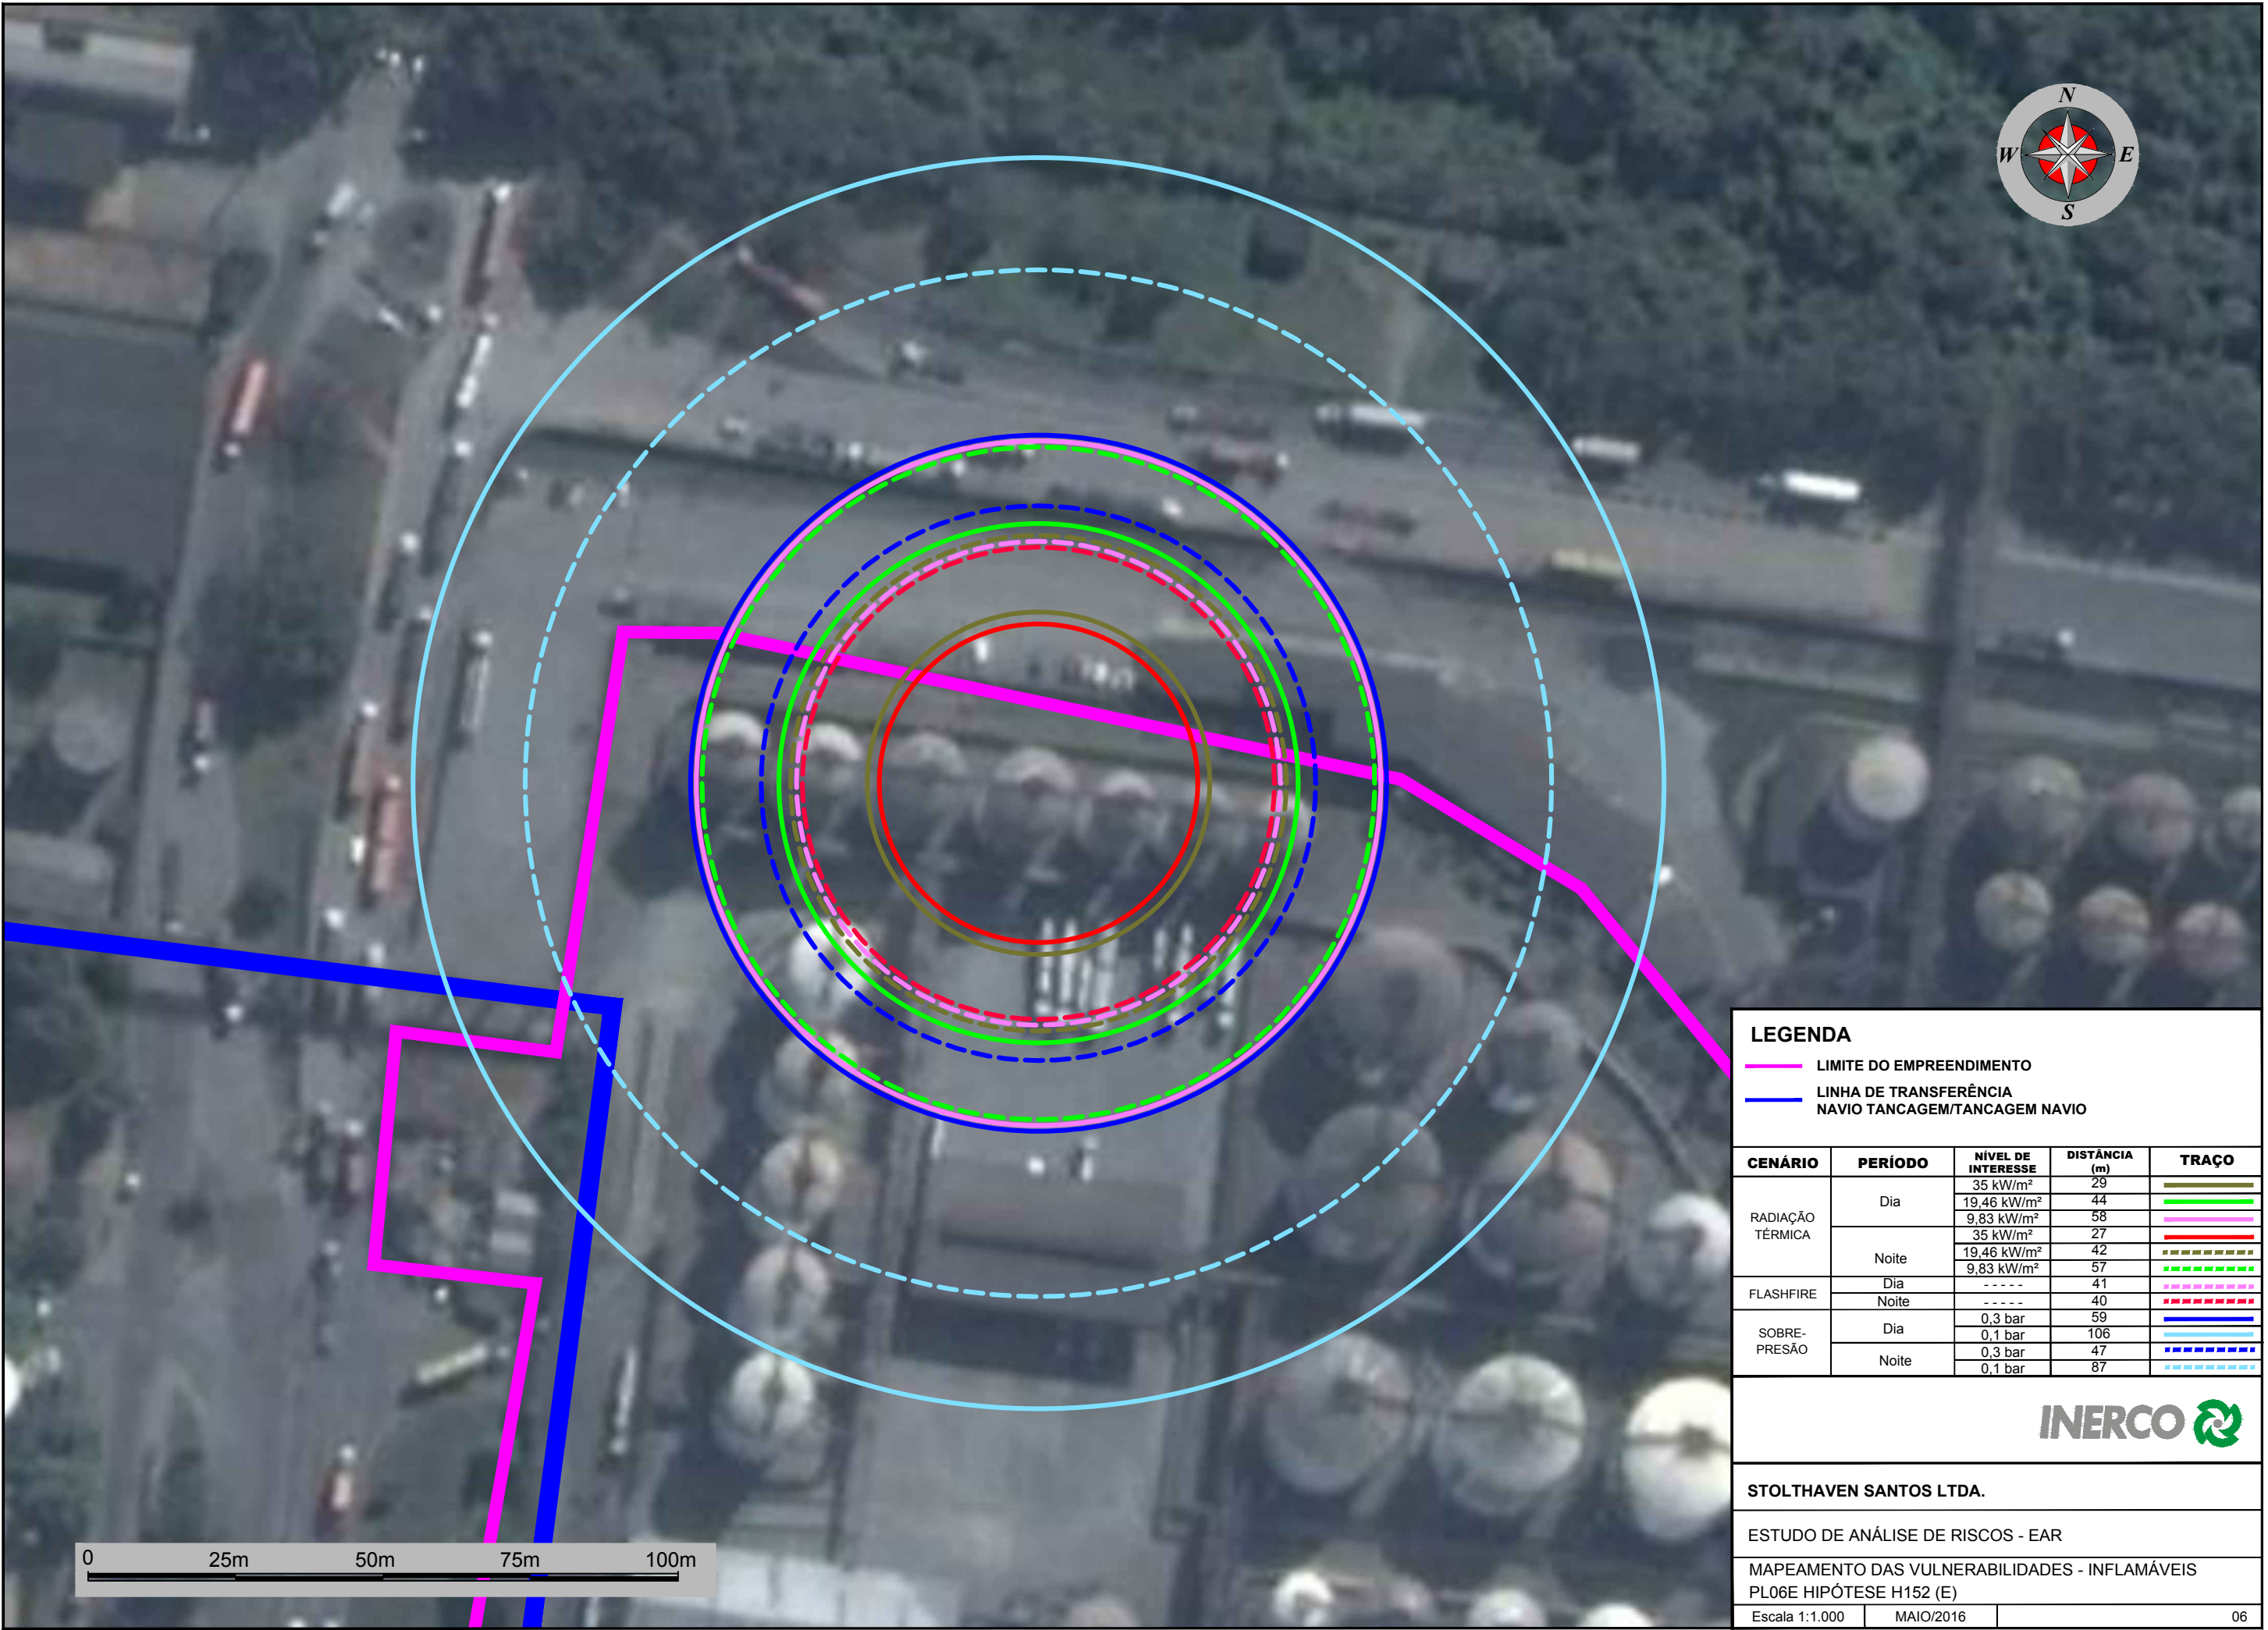 N
W
E
S
LEGENDA
LIMITE DO EMPREENDIMENTO
LINHA DE TRANSFERÊNCIA
NAVIO TANCAGEM/TANCAGEM NAVIO
CENÁRIO PERÍODO NÍVEL DE INTERESSE DISTÂNCIA (m) TRAÇO
RADIAÇÃO TÉRMICA Dia 35 kW/m² 29
19,46 kW/m² 44
9,83 kW/m² 58
Noite 35 kW/m² 27
19,46 kW/m² 42
9,83 kW/m² 57
FLASHFIRE Dia ----- 41
Noite ----- 40
SOBRE-PRESÃO Dia 0,3 bar 59
0,1 bar 106
Noite 0,3 bar 47
0,1 bar 87
INERCO
STOLTHAVEN SANTOS LTDA.
ESTUDO DE ANÁLISE DE RISCOS - EAR
MAPEAMENTO DAS VULNERABILIDADES - INFLAMÁVEIS
PL06E HIPÓTESE H152 (E)
Escala 1:1.000 MAIO/2016 06
0 25m 50m 75m 100m